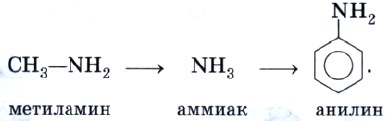 NH₂
CH₃—NH₂ ⟶ NH₃ ⟶ .
метиламин аммиак анилин